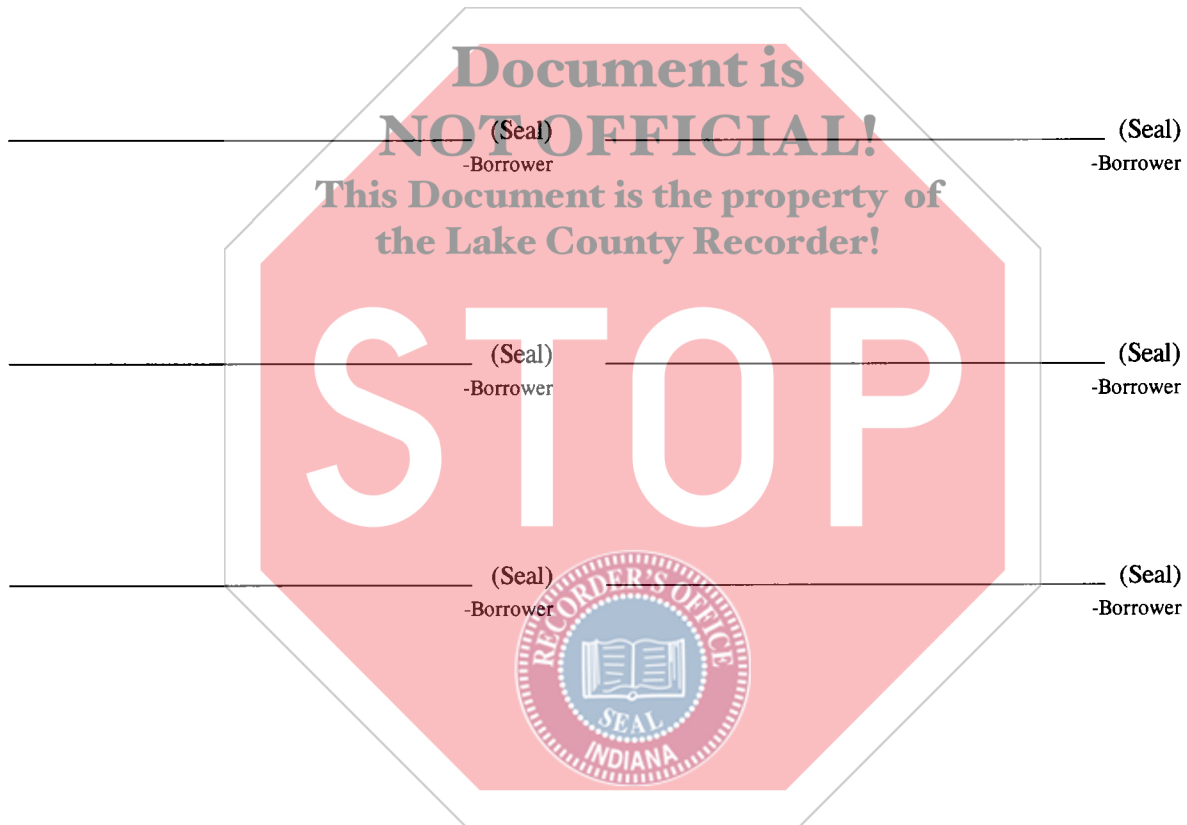 Document is
NOT OFFICIAL!
(Seal) (Seal)
-Borrower -Borrower
This Document is the property of
the Lake County Recorder!
STOP
(Seal) (Seal)
-Borrower -Borrower
(Seal) (Seal)
-Borrower -Borrower
RECORDER'S OFFICE
SEAL
INDIANA